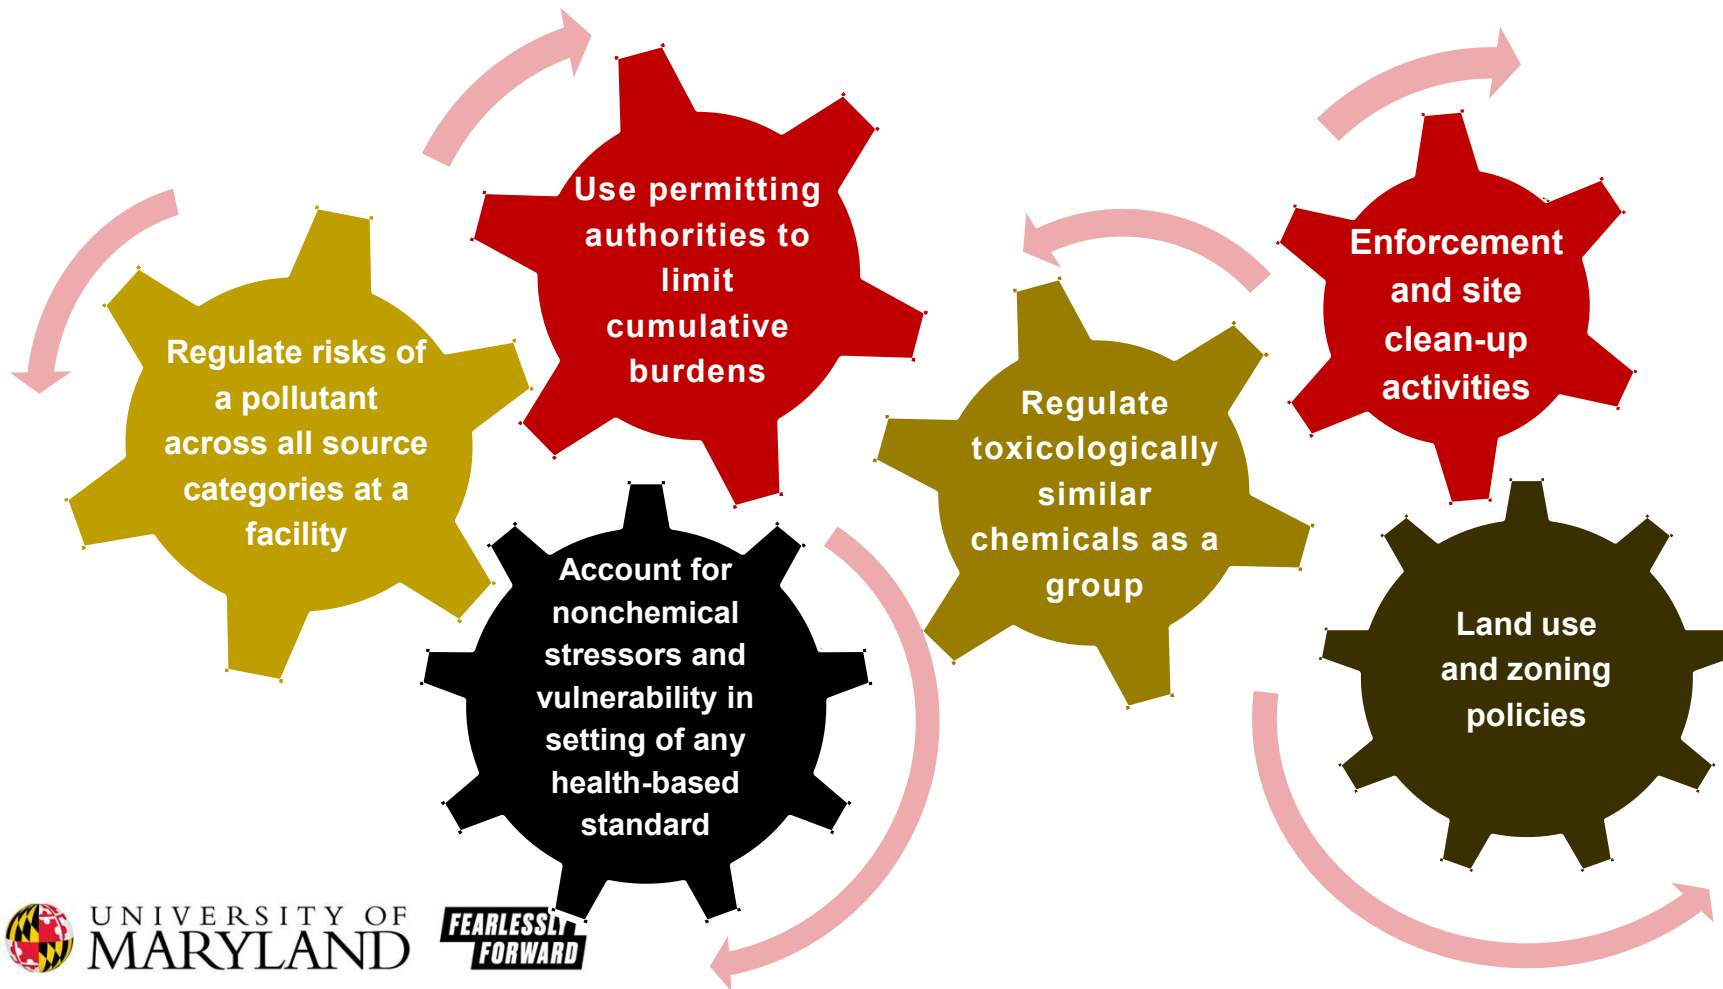 Regulate risks of
a pollutant
across all source
categories at a
facility
Use permitting
authorities to
limit
cumulative
burdens
Account for
nonchemical
stressors and
vulnerability in
setting of any
health-based
standard
Regulate
toxicologically
similar
chemicals as a
group
Enforcement
and site
clean-up
activities
Land use
and zoning
policies
UNIVERSITY OF
MARYLAND
FEARLESSLY
FORWARD